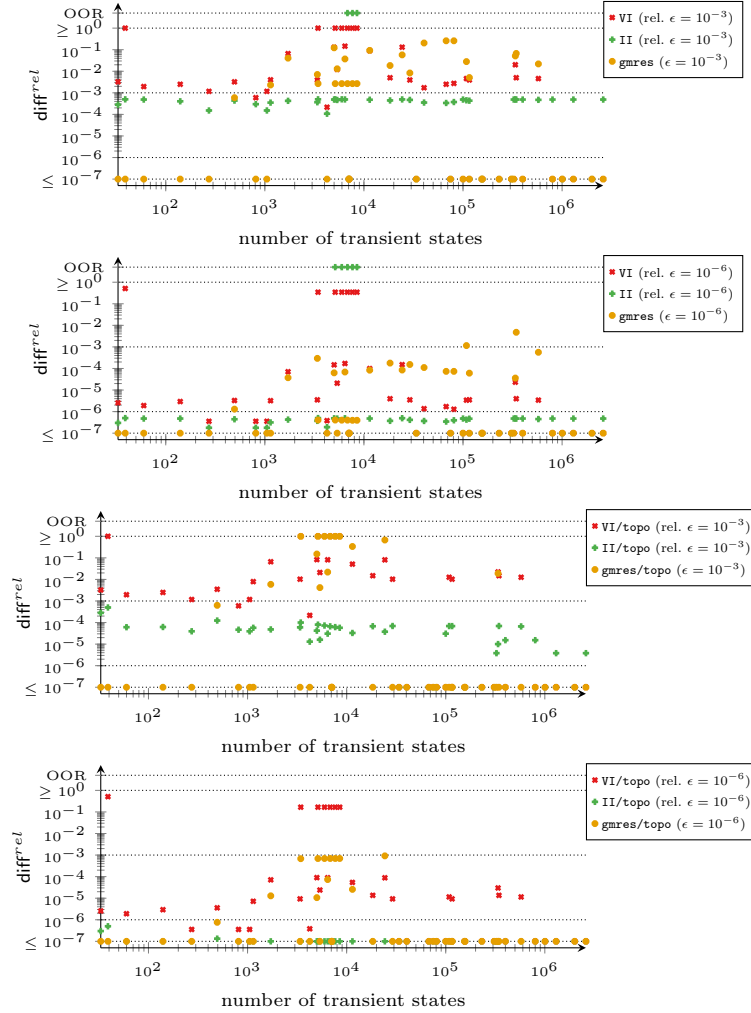 OOR
≥ 10^0
10^-1
10^-2
10^-3
10^-4
10^-5
10^-6
≤ 10^-7
diff^rel
10^2 10^3 10^4 10^5 10^6
number of transient states
VI (rel. ϵ = 10^-3)
II (rel. ϵ = 10^-3)
gmres (ϵ = 10^-3)
OOR
≥ 10^0
10^-1
10^-2
10^-3
10^-4
10^-5
10^-6
≤ 10^-7
diff^rel
10^2 10^3 10^4 10^5 10^6
number of transient states
VI (rel. ϵ = 10^-6)
II (rel. ϵ = 10^-6)
gmres (ϵ = 10^-6)
OOR
≥ 10^0
10^-1
10^-2
10^-3
10^-4
10^-5
10^-6
≤ 10^-7
diff^rel
10^2 10^3 10^4 10^5 10^6
number of transient states
VI/topo (rel. ϵ = 10^-3)
II/topo (rel. ϵ = 10^-3)
gmres/topo (ϵ = 10^-3)
OOR
≥ 10^0
10^-1
10^-2
10^-3
10^-4
10^-5
10^-6
≤ 10^-7
diff^rel
10^2 10^3 10^4 10^5 10^6
number of transient states
VI/topo (rel. ϵ = 10^-6)
II/topo (rel. ϵ = 10^-6)
gmres/topo (ϵ = 10^-6)